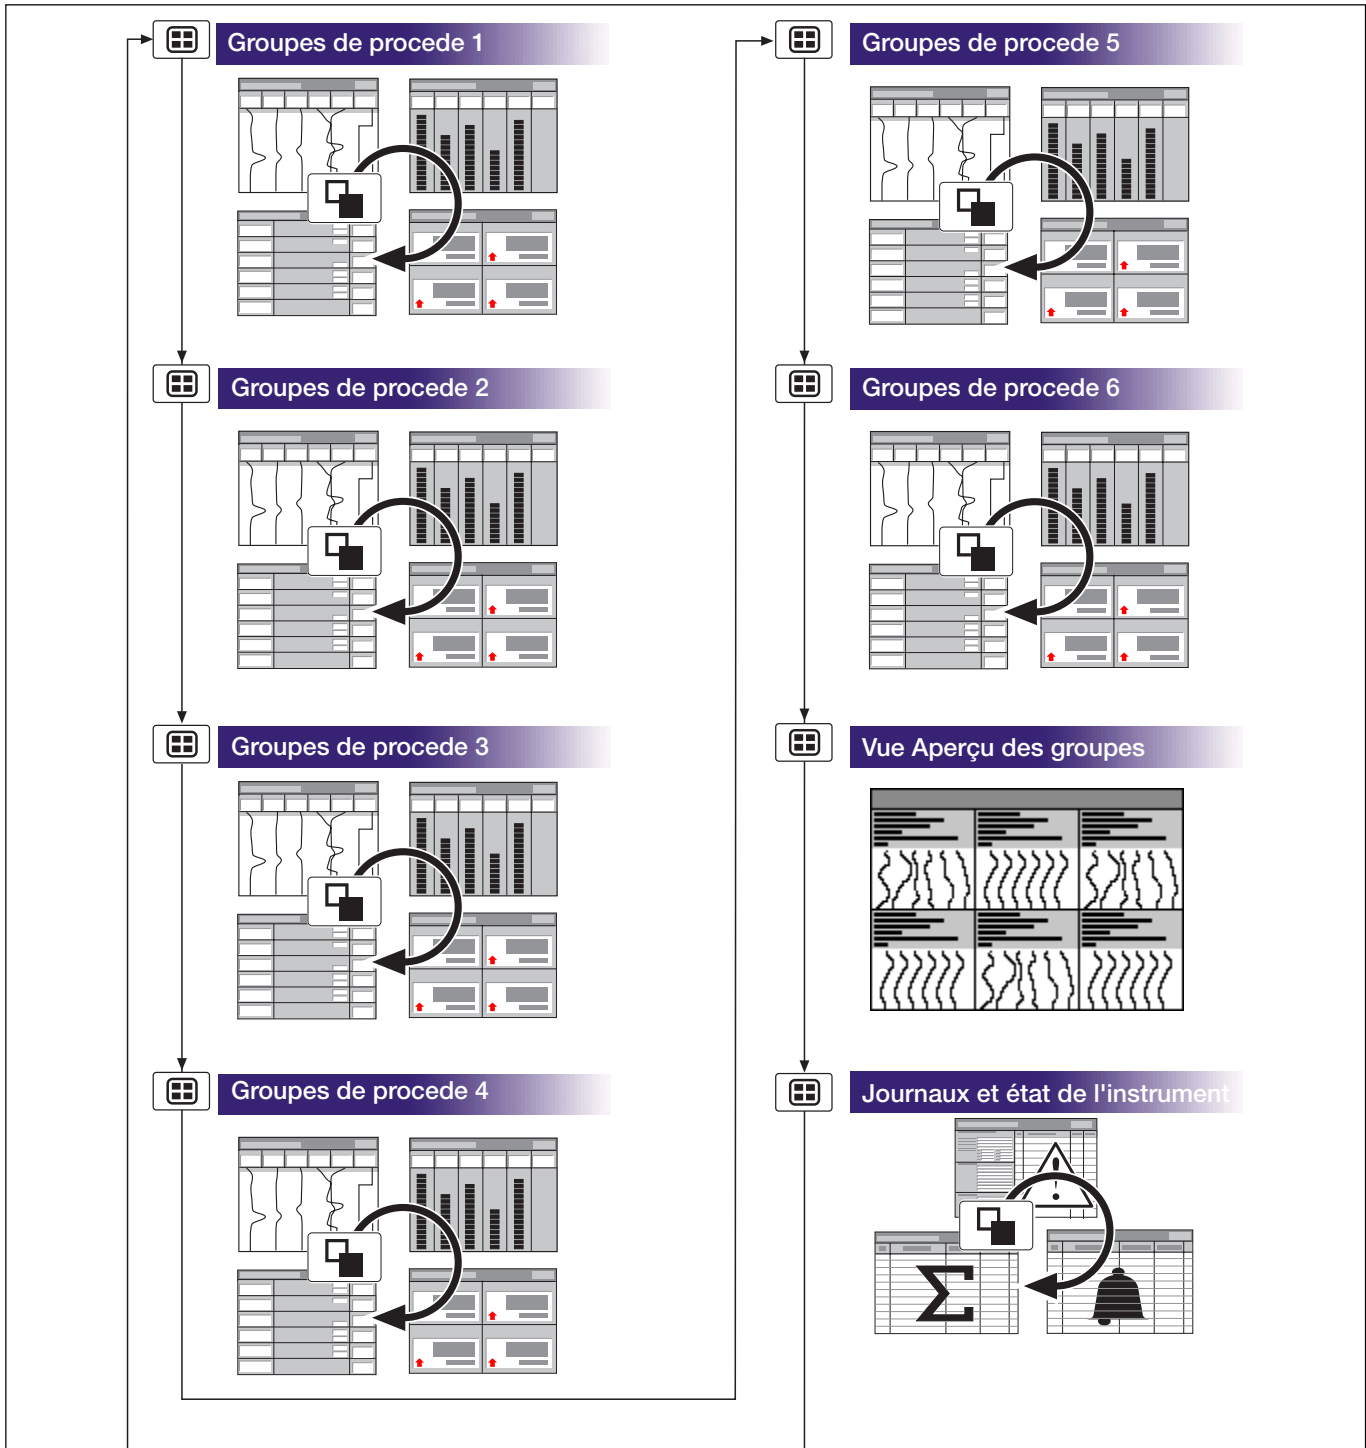 Groupes de procede 1
Groupes de procede 2
Groupes de procede 3
Groupes de procede 4
Groupes de procede 5
Groupes de procede 6
Vue Aperçu des groupes
Journaux et état de l'instrument